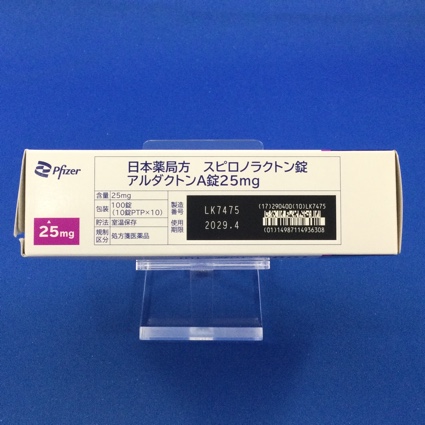 Pfizer
日本薬局方 スピロノラクトン錠
アルダクトンA錠25mg
25mg
含量 25mg
包装 100錠
(10錠PTP×10)
貯法 室温保存
規制区分 処方箋医薬品
製造番号 LK7475
使用期限 2029.4
(17)290400(10)LK7475
(01)14987114936308